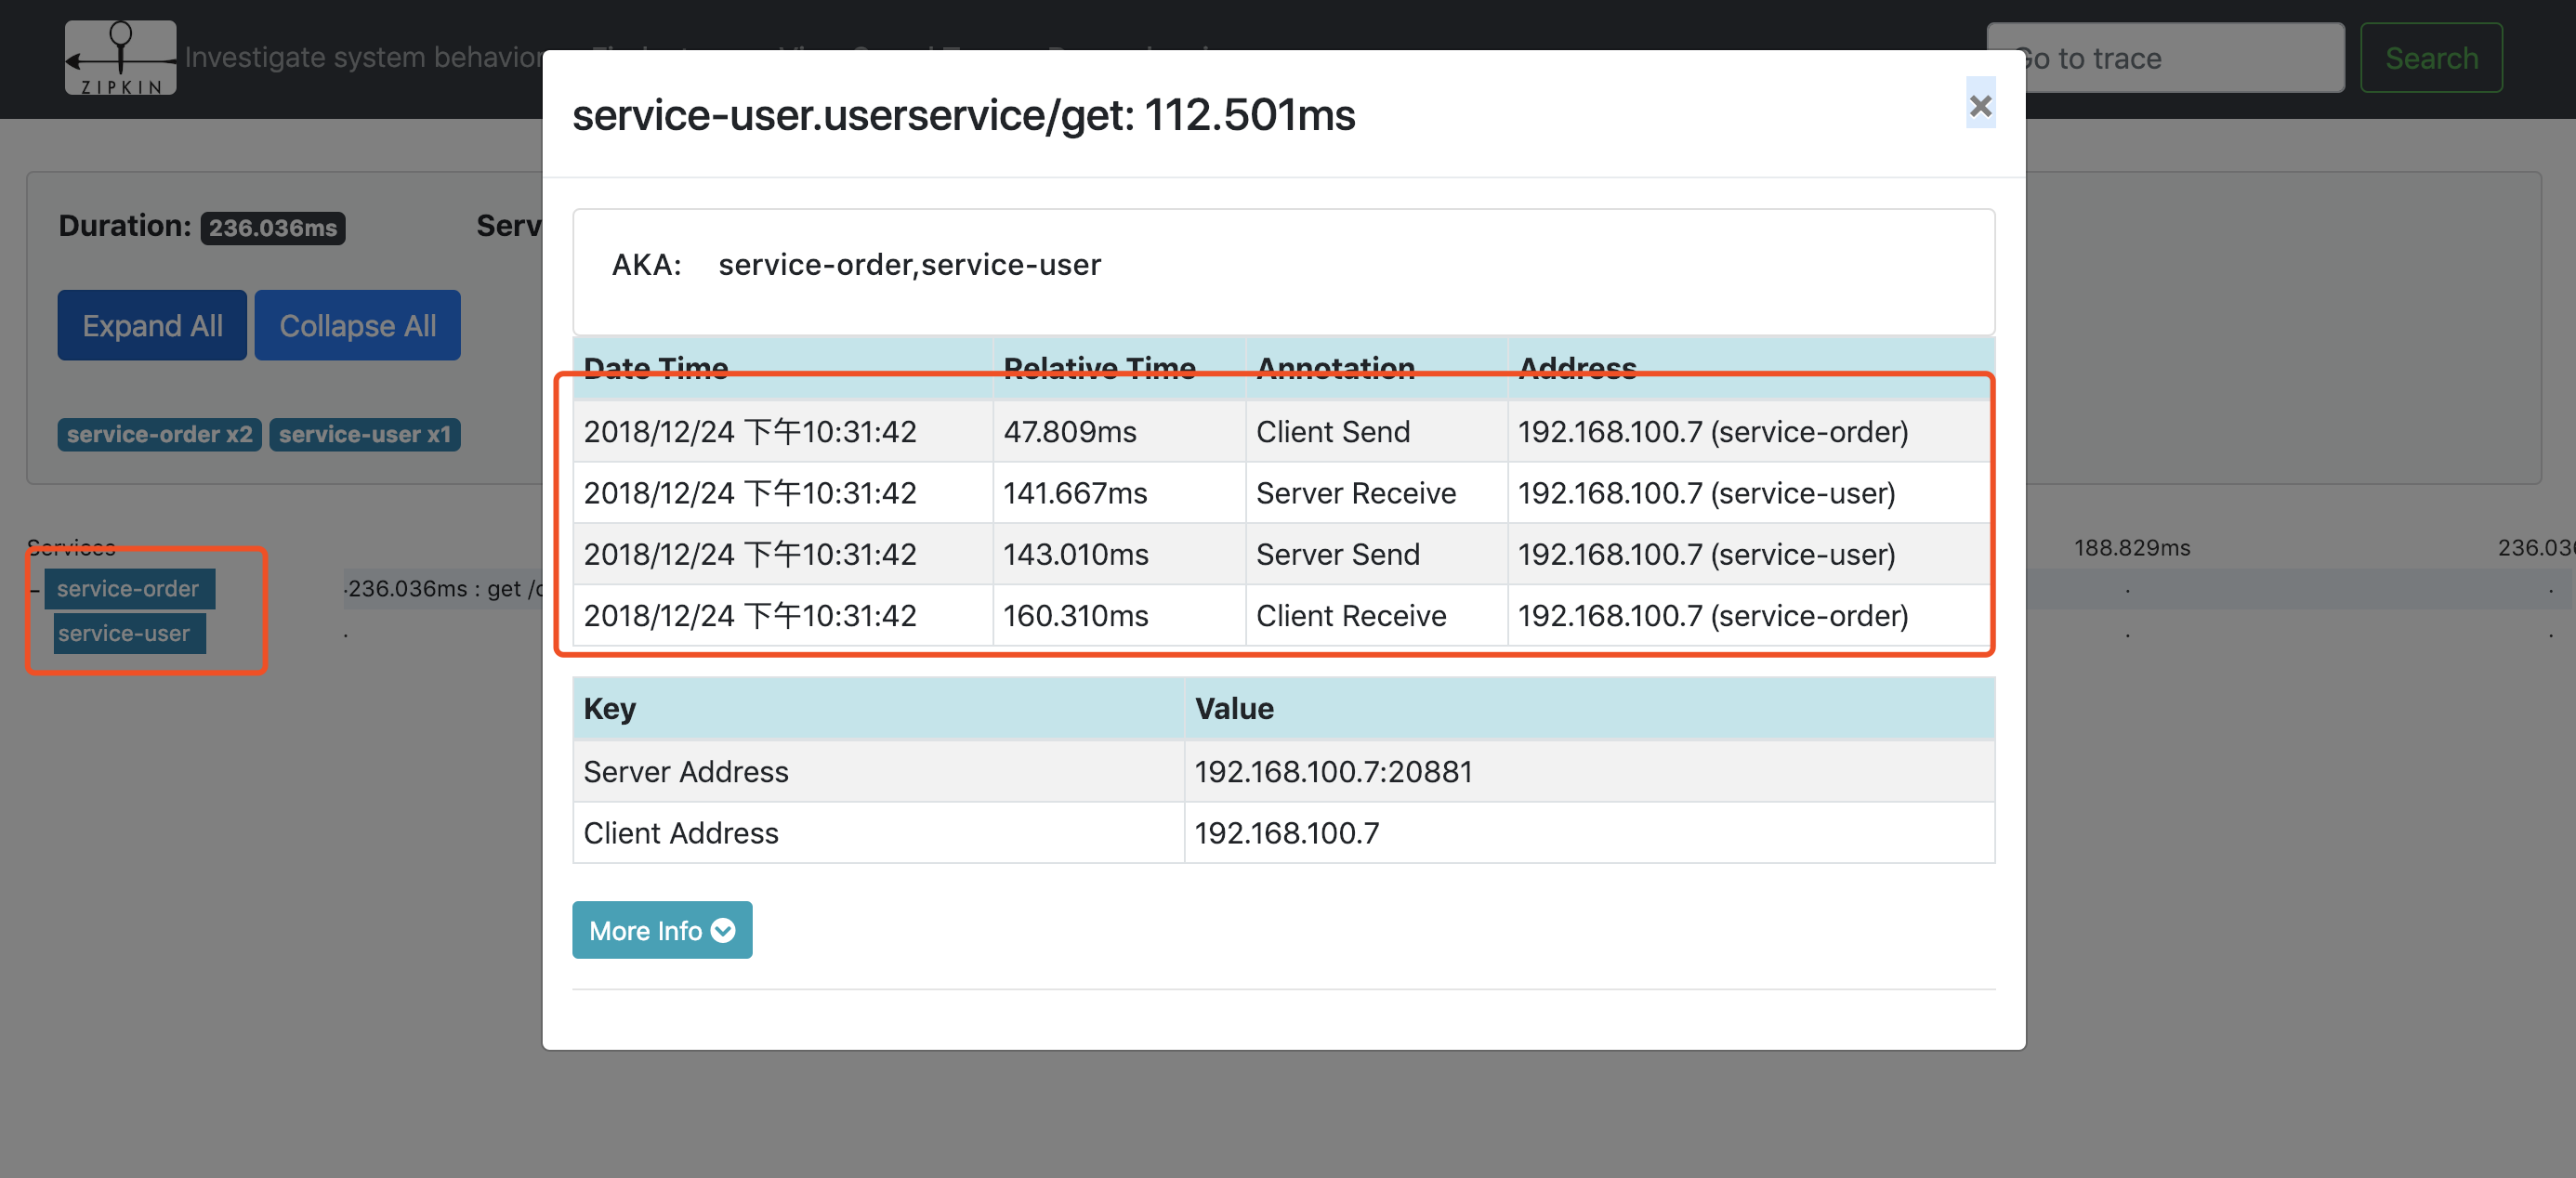 ZIPKIN
Investigate system behavior
Go to trace
Search
service-user.userservice/get: 112.501ms
×
Duration: 236.036ms
Serv
Expand All
Collapse All
service-order x2
service-user x1
AKA: service-order,service-user
Date Time Relative Time Annotation Address
2018/12/24 下午10:31:42 47.809ms Client Send 192.168.100.7 (service-order)
2018/12/24 下午10:31:42 141.667ms Server Receive 192.168.100.7 (service-user)
2018/12/24 下午10:31:42 143.010ms Server Send 192.168.100.7 (service-user)
2018/12/24 下午10:31:42 160.310ms Client Receive 192.168.100.7 (service-order)
Key Value
Server Address 192.168.100.7:20881
Client Address 192.168.100.7
More Info
Services
188.829ms
236.03
- service-order
·236.036ms : get /
service-user